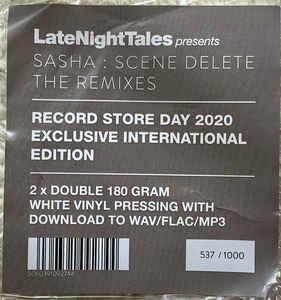 LateNightTales presents
SASHA : SCENE DELETE
THE REMIXES
RECORD STORE DAY 2020
EXCLUSIVE INTERNATIONAL
EDITION
2 x DOUBLE 180 GRAM
WHITE VINYL PRESSING WITH
DOWNLOAD TO WAV/FLAC/MP3
537 / 1000